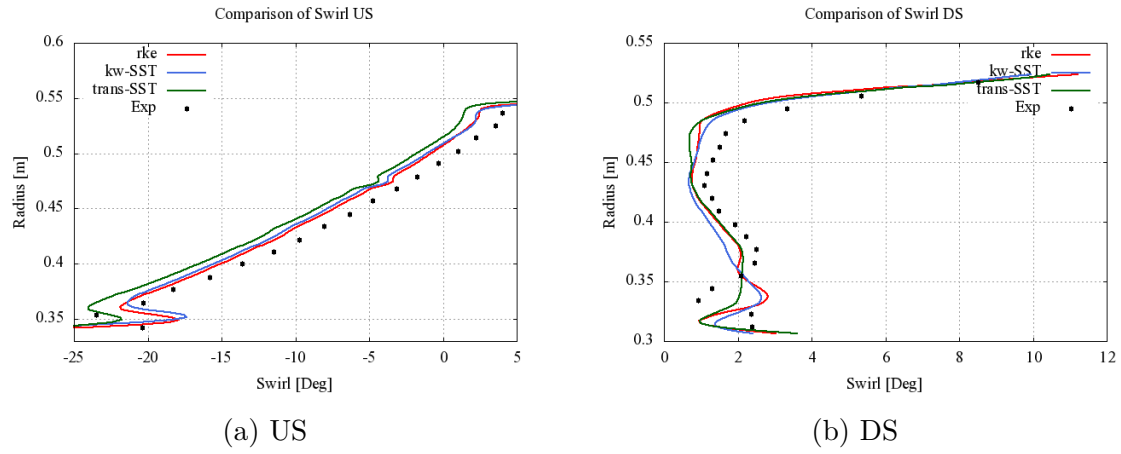 Comparison of Swirl US
0.6
0.55
0.5
0.45
0.4
0.35
0.3
Radius [m]
rke
kw-SST
trans-SST
Exp
-25 -20 -15 -10 -5 0 5
Swirl [Deg]
(a) US
Comparison of Swirl DS
0.55
0.5
0.45
0.4
0.35
0.3
Radius [m]
rke
kw-SST
trans-SST
Exp
0 2 4 6 8 10 12
Swirl [Deg]
(b) DS